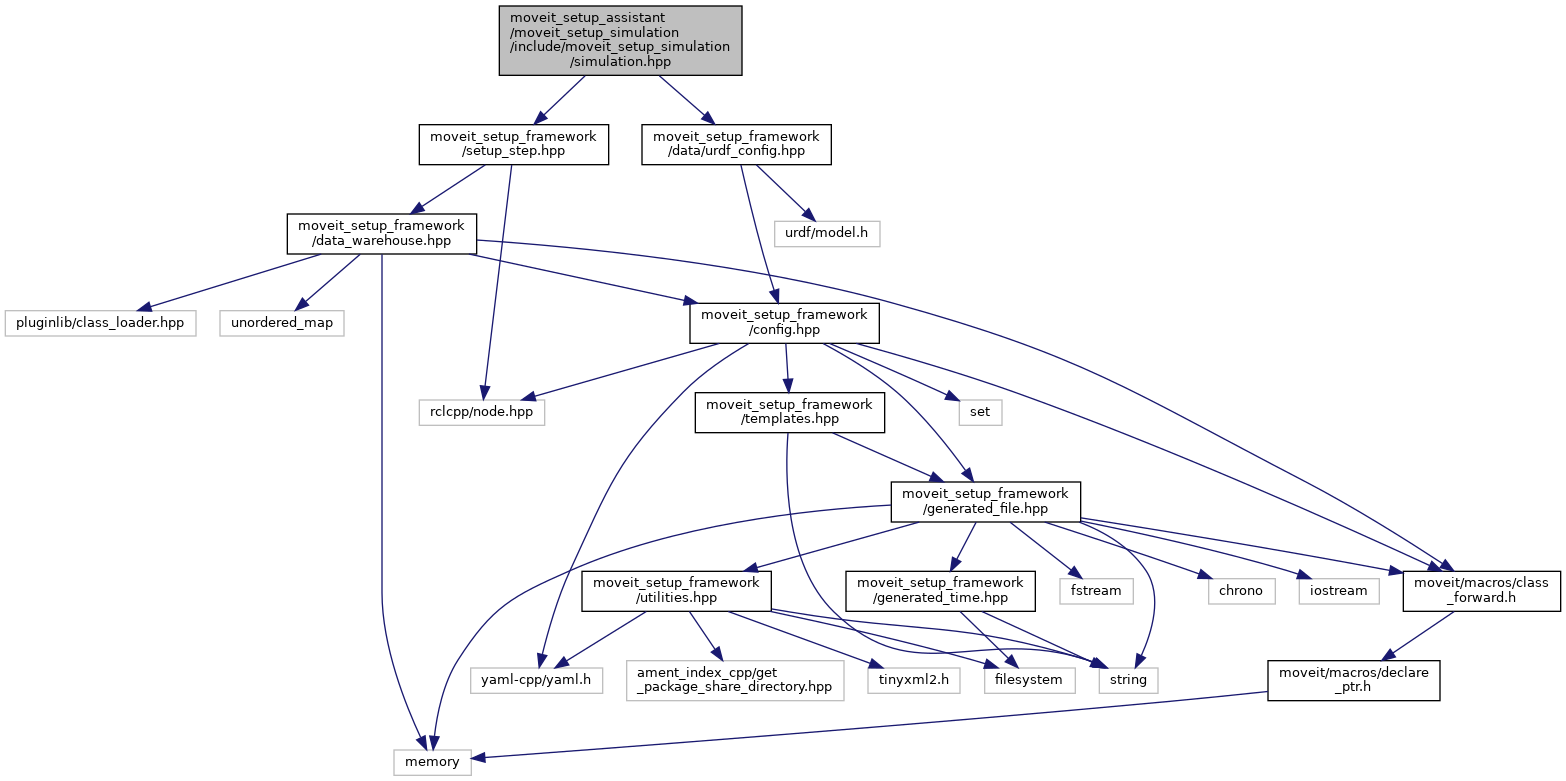 moveit_setup_assistant
/moveit_setup_simulation
/include/moveit_setup_simulation
/simulation.hpp
moveit_setup_framework
/setup_step.hpp
moveit_setup_framework
/data/urdf_config.hpp
moveit_setup_framework
/data_warehouse.hpp
urdf/model.h
pluginlib/class_loader.hpp
unordered_map
moveit_setup_framework
/config.hpp
rclcpp/node.hpp
moveit_setup_framework
/templates.hpp
set
moveit_setup_framework
/generated_file.hpp
moveit_setup_framework
/utilities.hpp
moveit_setup_framework
/generated_time.hpp
fstream
chrono
iostream
moveit/macros/class
_forward.h
yaml-cpp/yaml.h
ament_index_cpp/get
_package_share_directory.hpp
tinyxml2.h
filesystem
string
moveit/macros/declare
_ptr.h
memory